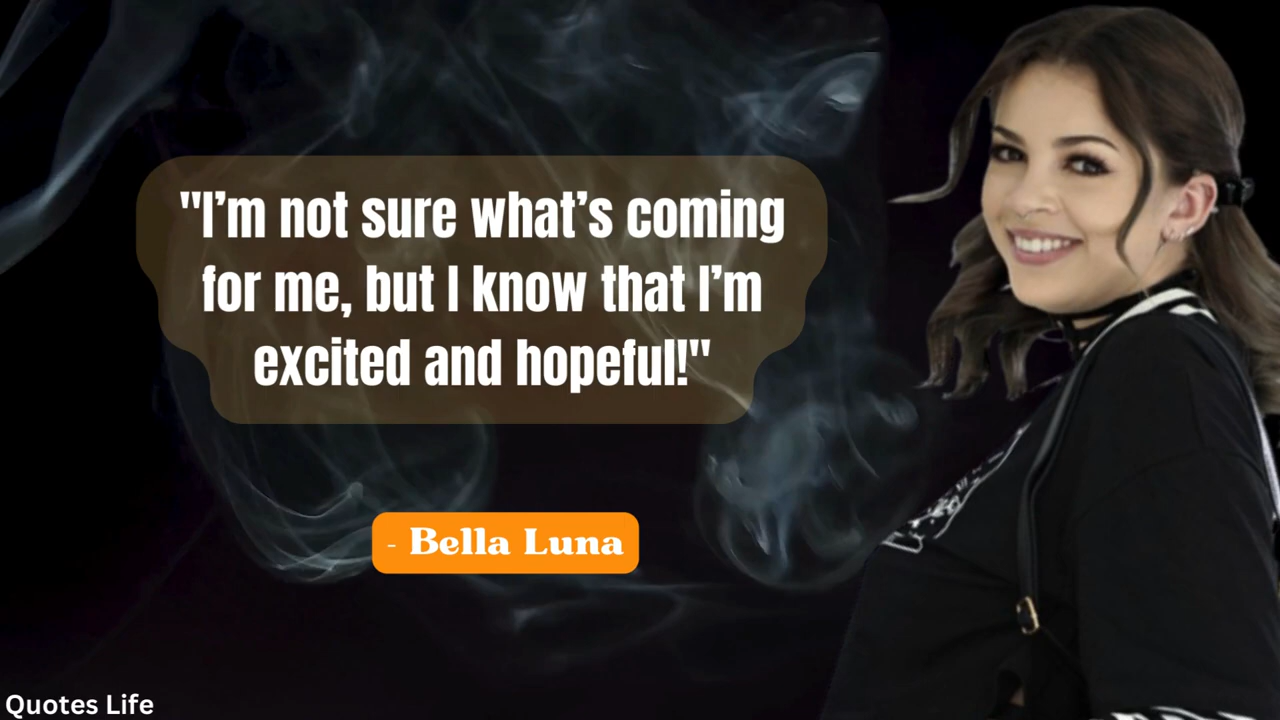 "I’m not sure what’s coming
for me, but I know that I’m
excited and hopeful!"
- Bella Luna
Quotes Life